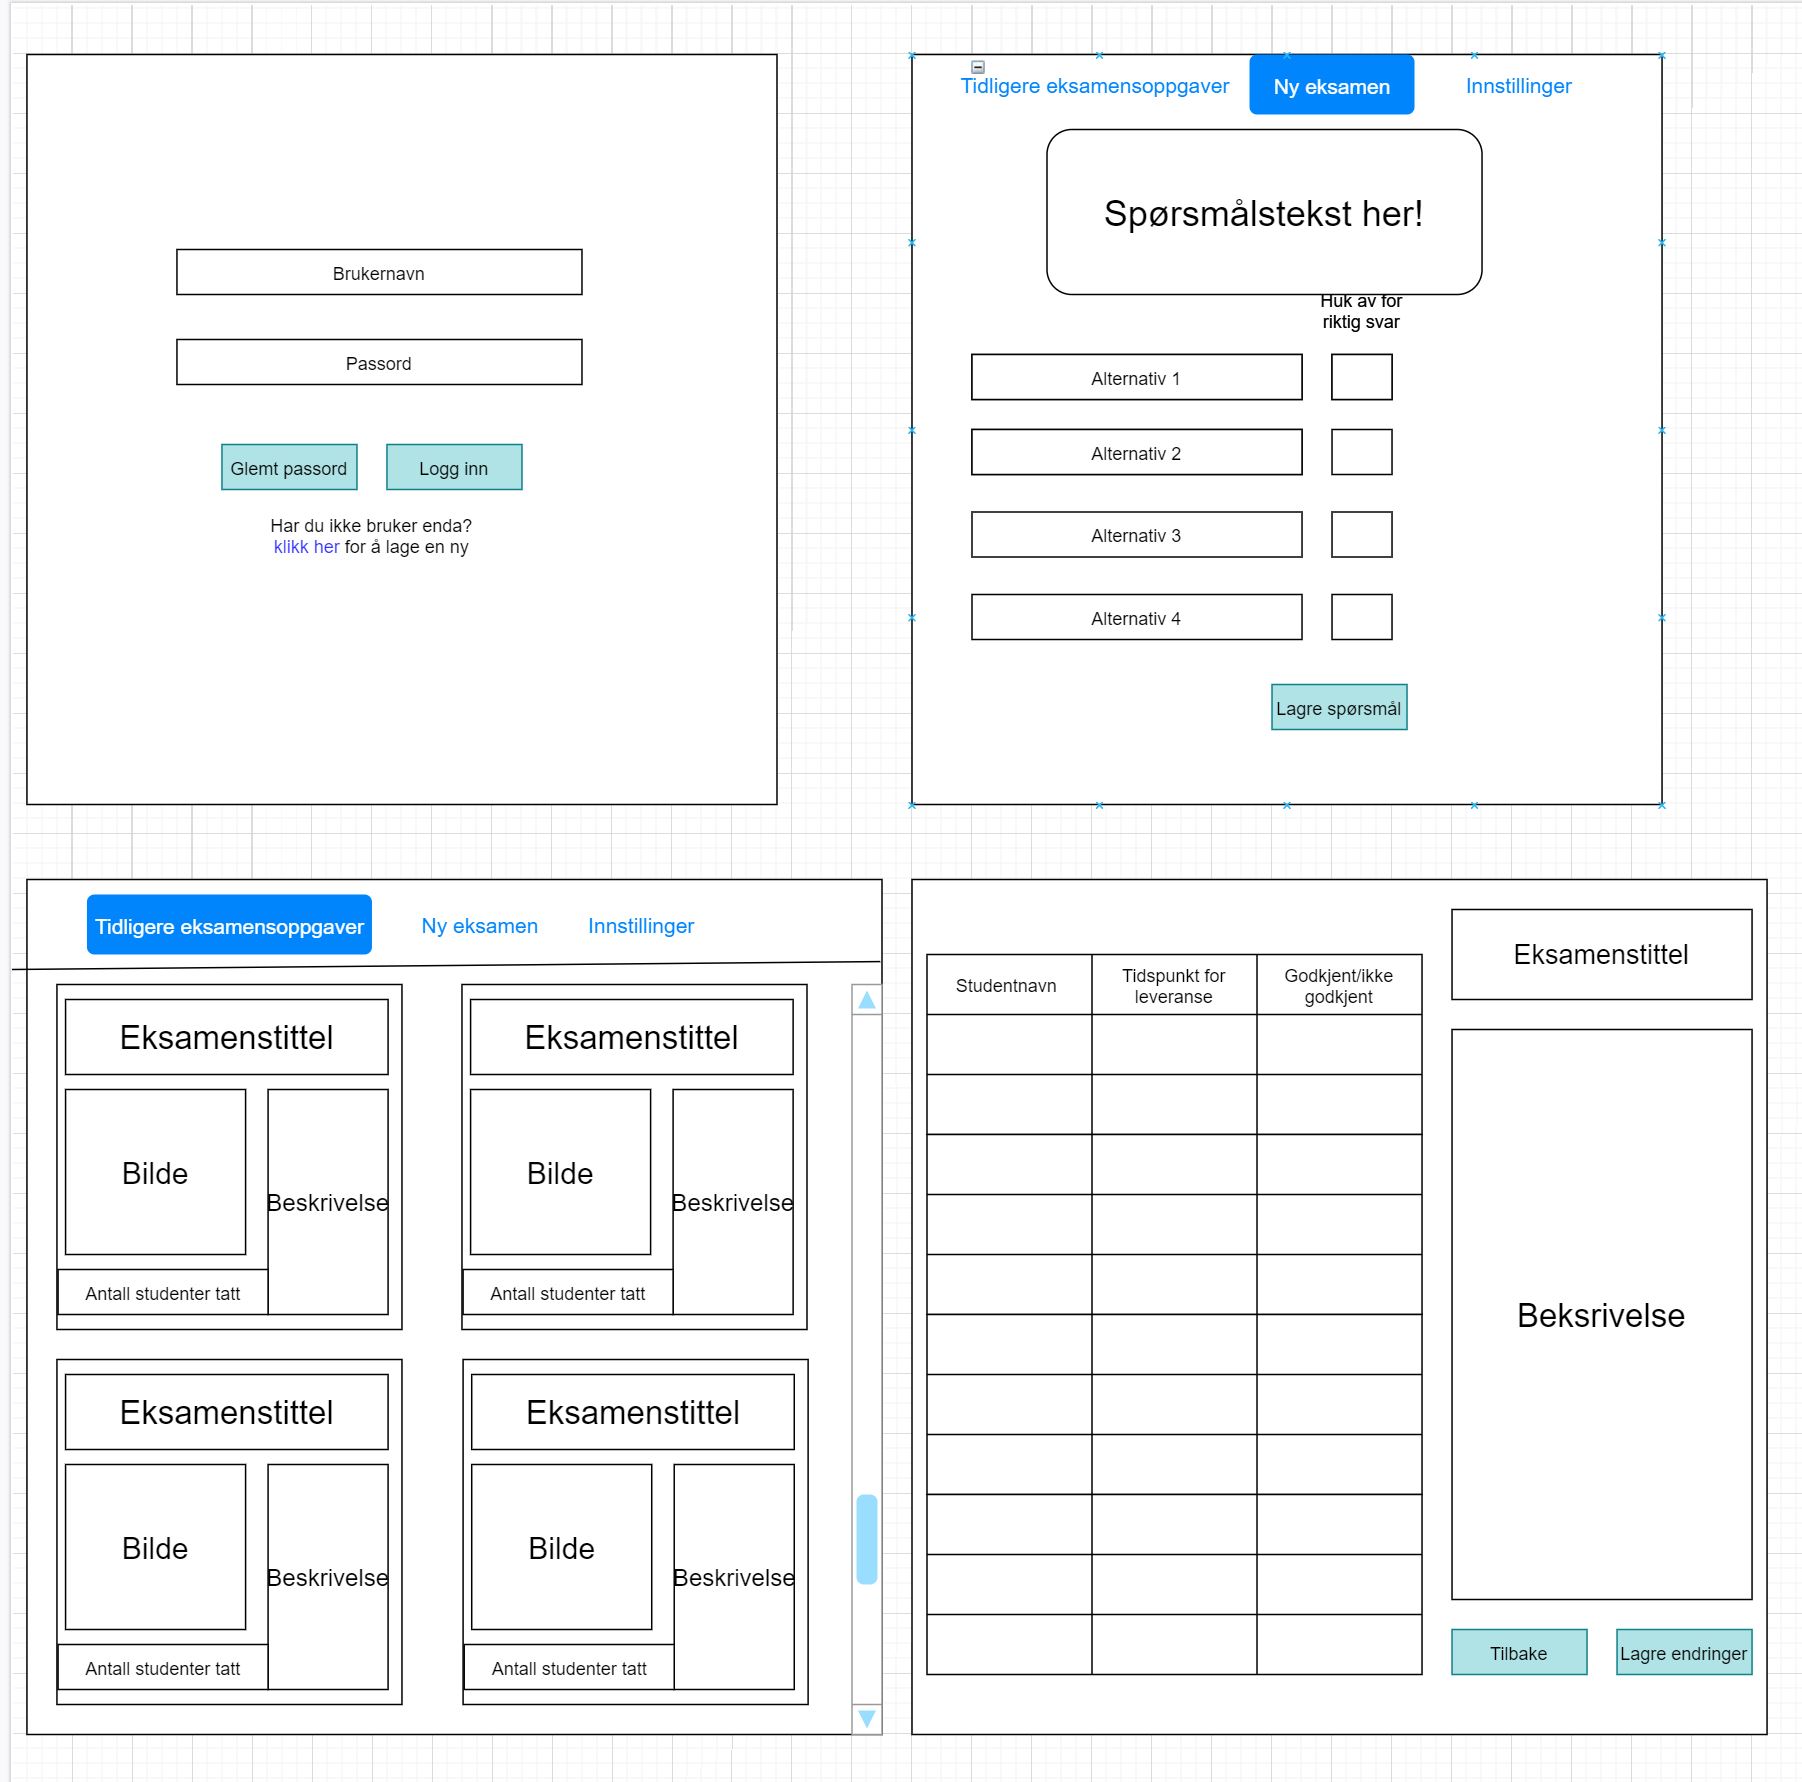 Brukernavn
Passord
Glemt passord
Logg inn
Har du ikke bruker enda?
klikk her for å lage en ny
Tidligere eksamensoppgaver
Ny eksamen
Innstillinger
Spørsmålstekst her!
Huk av for
riktig svar
Alternativ 1
Alternativ 2
Alternativ 3
Alternativ 4
Lagre spørsmål
Tidligere eksamensoppgaver
Ny eksamen
Innstillinger
Eksamenstittel
Bilde
Beskrivelse
Antall studenter tatt
Eksamenstittel
Bilde
Beskrivelse
Antall studenter tatt
Eksamenstittel
Bilde
Beskrivelse
Antall studenter tatt
Eksamenstittel
Bilde
Beskrivelse
Antall studenter tatt
Studentnavn
Tidspunkt for
leveranse
Godkjent/ikke
godkjent
Eksamenstittel
Beksrivelse
Tilbake
Lagre endringer